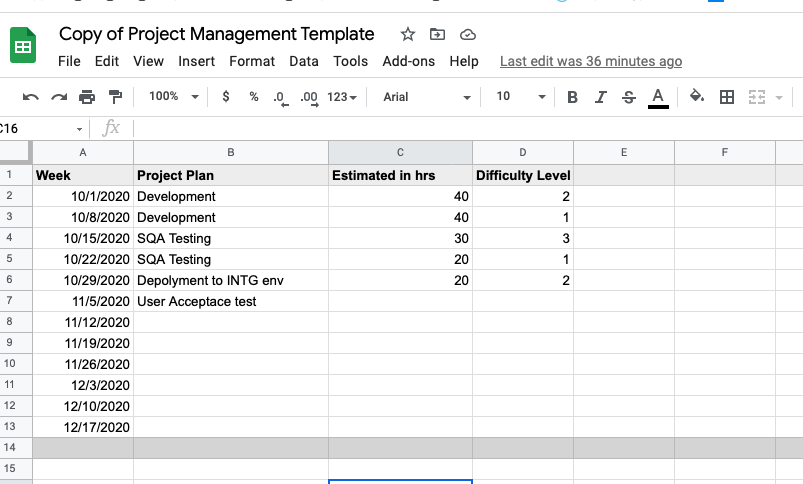 Copy of Project Management Template
File Edit View Insert Format Data Tools Add-ons Help Last edit was 36 minutes ago
100% $ % .0 .00 123 Arial 10 B I S A
C16 fx
A B C D E F
1 Week Project Plan Estimated in hrs Difficulty Level
2 10/1/2020 Development 40 2
3 10/8/2020 Development 40 1
4 10/15/2020 SQA Testing 30 3
5 10/22/2020 SQA Testing 20 1
6 10/29/2020 Depolyment to INTG env 20 2
7 11/5/2020 User Acceptace test
8 11/12/2020
9 11/19/2020
10 11/26/2020
11 12/3/2020
12 12/10/2020
13 12/17/2020
14
15